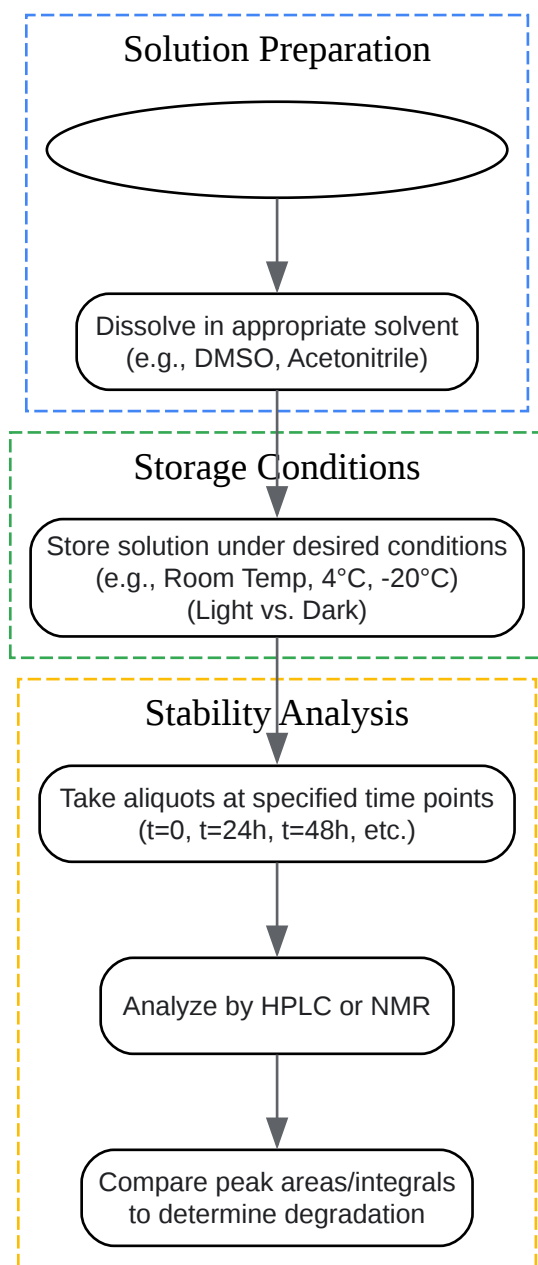 Solution Preparation
Dissolve in appropriate solvent
(e.g., DMSO, Acetonitrile)
Storage Conditions
Store solution under desired conditions
(e.g., Room Temp, 4°C, -20°C)
(Light vs. Dark)
Stability Analysis
Take aliquots at specified time points
(t=0, t=24h, t=48h, etc.)
Analyze by HPLC or NMR
Compare peak areas/integrals
to determine degradation